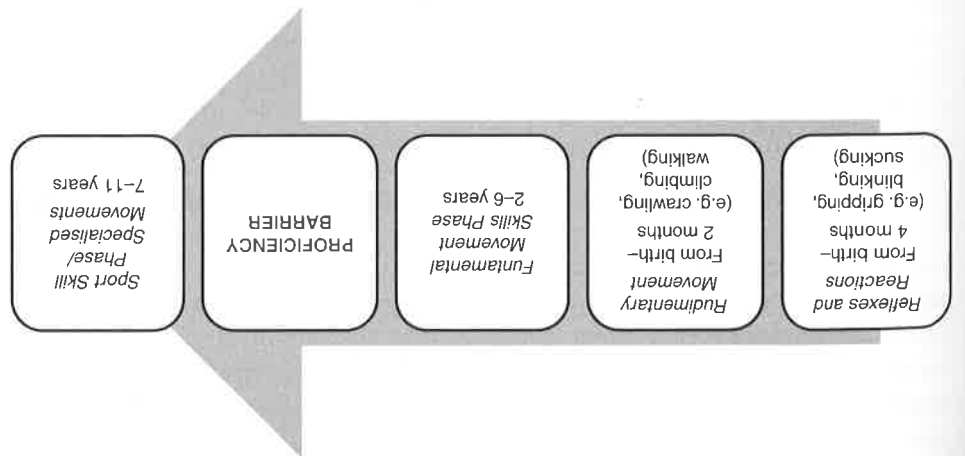 Reflexes and
Reactions
From birth–
4 months
(e.g. gripping,
blinking,
sucking)
Rudimentary
Movement
From birth–
2 months
(e.g. crawling,
climbing,
walking)
Funtamental
Movement
Skills Phase
2–6 years
PROFICIENCY
BARRIER
Sport Skill
Phase/
Specialised
Movements
7–11 years